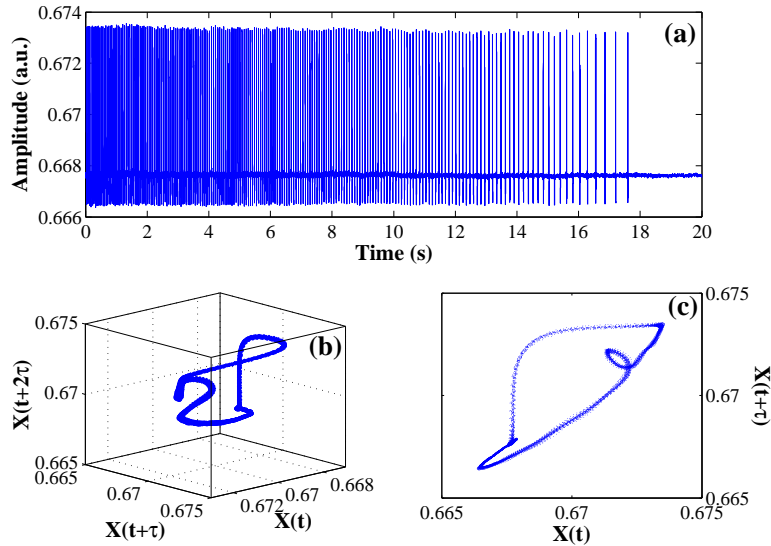 0.674
0.672
0.67
0.668
0.666
Amplitude (a.u.)
(a)
0 2 4 6 8 10 12 14 16 18 20
Time (s)
0.675
0.67
0.665
X(t+2τ)
(b)
0.665
0.67
0.675
X(t+τ)
0.672
0.67
0.668
X(t)
(c)
0.675
0.67
0.665
X(t+τ)
0.665 0.67 0.675
X(t)